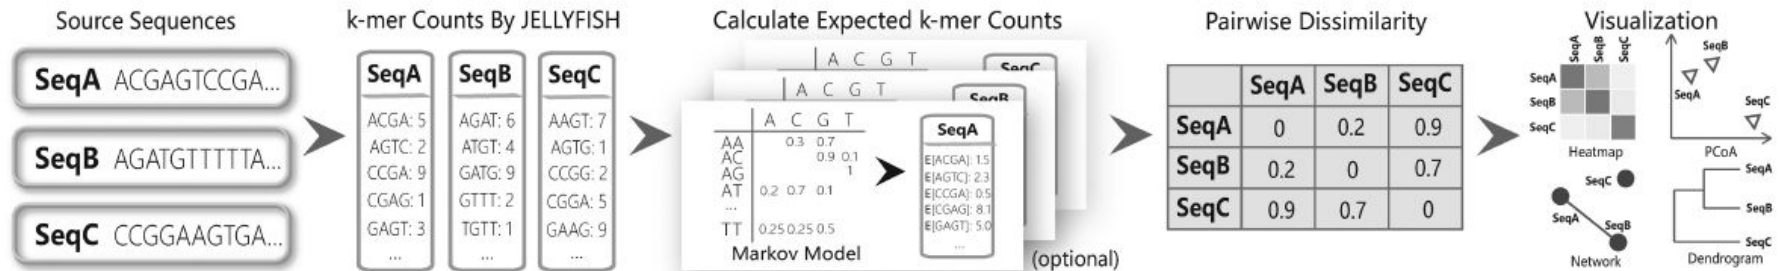 Source Sequences
SeqA ACGAGTCCGA...
SeqB AGATGTTTTTA...
SeqC CCGGAAGTGA...
k-mer Counts By JELLYFISH
SeqA SeqB SeqC
ACGA: 5 AGAT: 6 AAGT: 7
AGTC: 2 ATGT: 4 AGTG: 1
CCGA: 9 GATG: 9 CCGG: 2
CGAG: 1 GTTT: 2 CGGA: 5
GAGT: 3 TGTT: 1 GAAG: 9
... ... ...
Calculate Expected k-mer Counts
A C G T
SeqC
A C G T
SeqB
A C G T
AA 0.3 0.7
AC 0.9 0.1
AG 1
AT 0.2 0.7 0.1
...
TT 0.25 0.25 0.5
Markov Model
SeqA
E[ACGA]: 1.5
E[AGTC]: 2.3
E[CCGA]: 0.5
E[CGAG]: 8.1
E[GAGT]: 5.0
...
(optional)
Pairwise Dissimilarity
SeqA SeqB SeqC
SeqA 0 0.2 0.9
SeqB 0.2 0 0.7
SeqC 0.9 0.7 0
Visualization
SeqA SeqB SeqC
SeqA
SeqB
SeqC
Heatmap
SeqB
SeqA
SeqC
PCoA
SeqC
SeqA
SeqB
Network
SeqA
SeqB
SeqC
Dendrogram